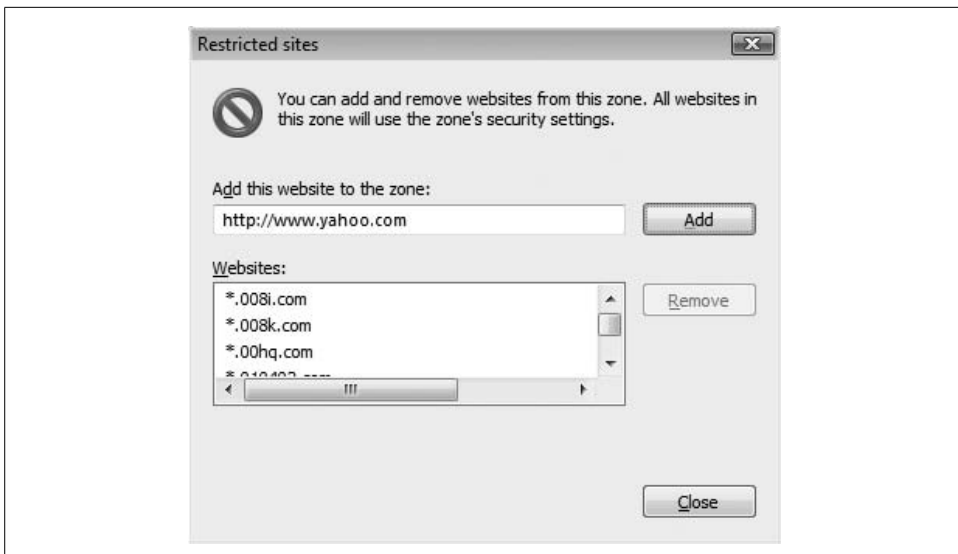 Restricted sites
You can add and remove websites from this zone. All websites in
this zone will use the zone's security settings.
Add this website to the zone:
http://www.yahoo.com
Add
Websites:
*.008i.com
*.008k.com
*.00hq.com
Remove
Close